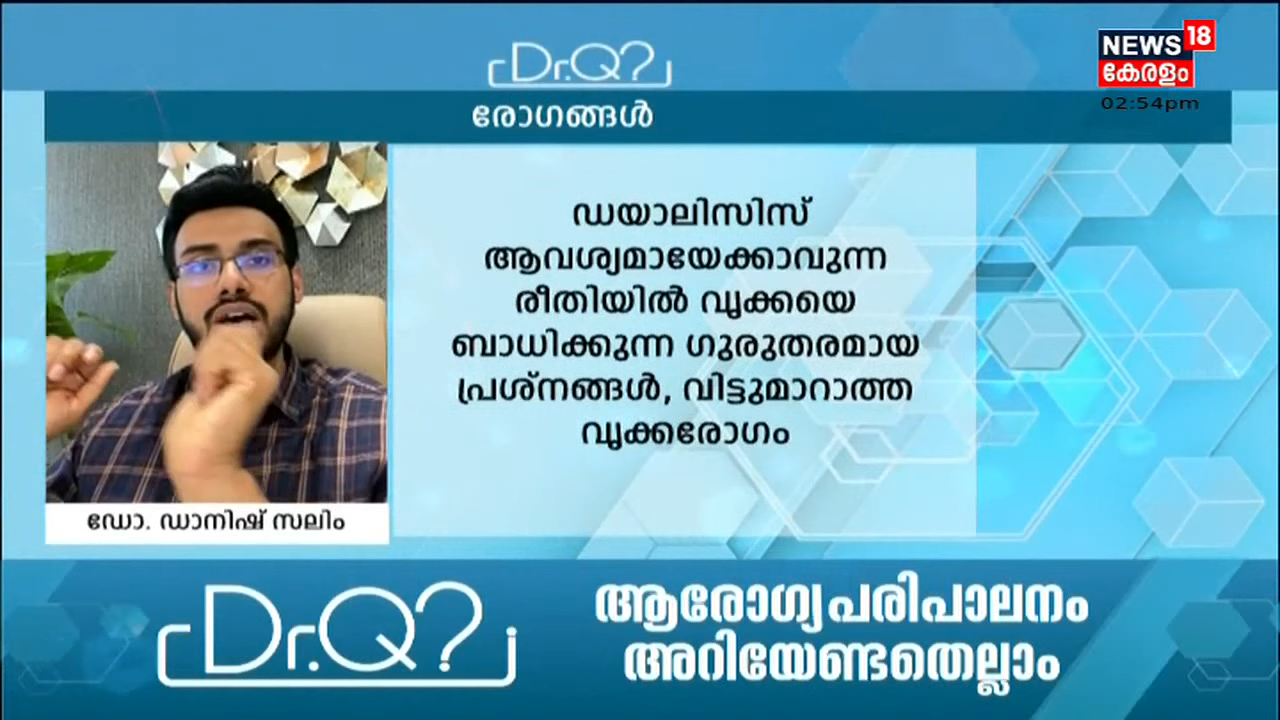 Dr.Q?
NEWS 18
കേരളം
02:54pm
രോഗങ്ങൾ
ഡയാലിസിസ്
ആവശ്യമായേക്കാവുന്ന
രീതിയിൽ വൃക്കയെ
ബാധിക്കുന്ന ഗുരുതരമായ
പ്രശ്നങ്ങൾ, വിട്ടുമാറാത്ത
വൃക്കരോഗം
ഡോ. ഡാനിഷ് സലിം
Dr.Q?
ആരോഗ്യപരിപാലനം
അറിയേണ്ടതെല്ലാം